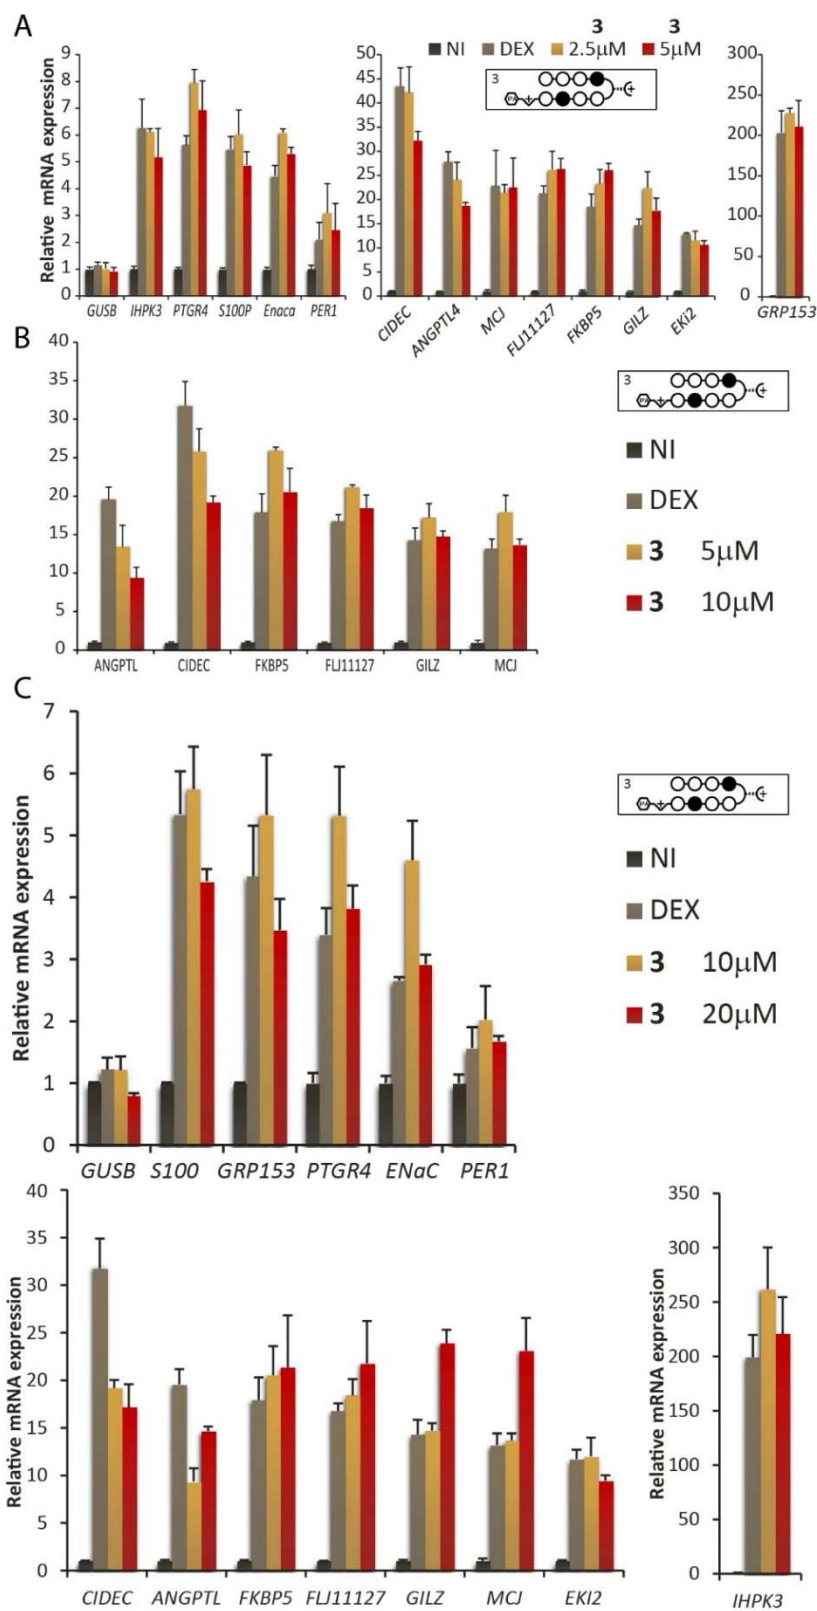 A
3 3
NI DEX 2.5μM 5μM
Relative mRNA expression
9
8
7
6
5
4
3
2
1
0
GUSB IHPK3 PTGR4 S100P Enaca PER1
50
45
40
35
30
25
20
15
10
5
0
3
PA
+
+
CIDEC ANGPTL4 MCJ FLJ11127 FKBP5 GILZ EKI2
300
250
200
150
100
50
0
GRP153
B
40
35
30
25
20
15
10
5
0
ANGPTL CIDEC FKBP5 FLJ11127 GILZ MCJ
3
PA
+
+
NI
DEX
3 5μM
3 10μM
C
Relative mRNA expression
7
6
5
4
3
2
1
0
GUSB S100 GRP153 PTGR4 ENaC PER1
3
PA
+
+
NI
DEX
3 10μM
3 20μM
Relative mRNA expression
40
35
30
25
20
15
10
5
0
CIDEC ANGPTL FKBP5 FLJ11127 GILZ MCJ EKI2
Relative mRNA expression
350
300
250
200
150
100
50
0
IHPK3